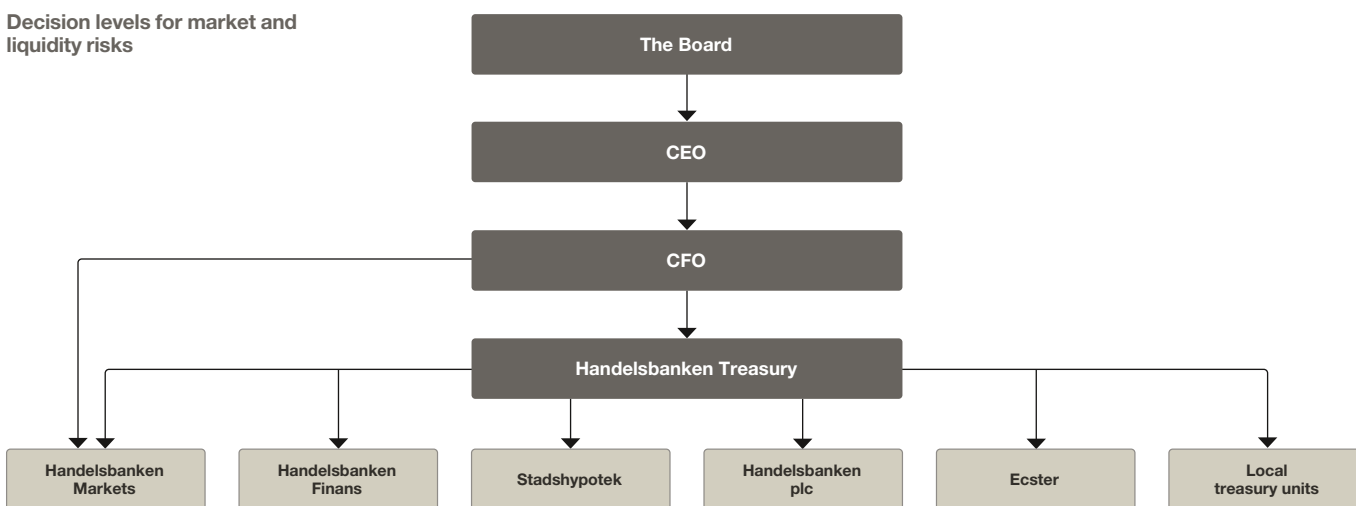 Decision levels for market and
liquidity risks
The Board
CEO
CFO
Handelsbanken Treasury
Handelsbanken
Markets
Handelsbanken
Finans
Stadshypotek
Handelsbanken
plc
Ecster
Local
treasury units